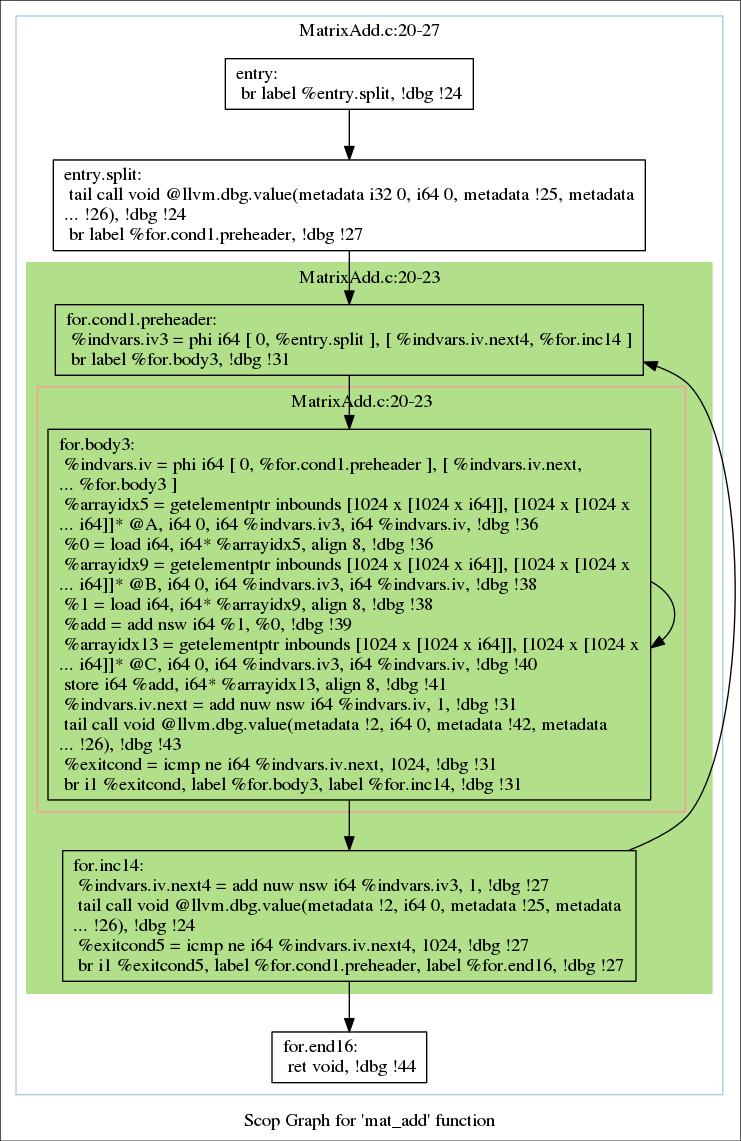 MatrixAdd.c:20-27
entry:
br label %entry.split, !dbg !24
entry.split:
tail call void @llvm.dbg.value(metadata i32 0, i64 0, metadata !25, metadata
... !26), !dbg !24
br label %for.cond1.preheader, !dbg !27
MatrixAdd.c:20-23
for.cond1.preheader:
%indvars.iv3 = phi i64 [ 0, %entry.split ], [ %indvars.iv.next4, %for.inc14 ]
br label %for.body3, !dbg !31
MatrixAdd.c:20-23
for.body3:
%indvars.iv = phi i64 [ 0, %for.cond1.preheader ], [ %indvars.iv.next,
... %for.body3 ]
%arrayidx5 = getelementptr inbounds [1024 x [1024 x i64]], [1024 x [1024 x
... i64]]* @A, i64 0, i64 %indvars.iv3, i64 %indvars.iv, !dbg !36
%0 = load i64, i64* %arrayidx5, align 8, !dbg !36
%arrayidx9 = getelementptr inbounds [1024 x [1024 x i64]], [1024 x [1024 x
... i64]]* @B, i64 0, i64 %indvars.iv3, i64 %indvars.iv, !dbg !38
%1 = load i64, i64* %arrayidx9, align 8, !dbg !38
%add = add nsw i64 %1, %0, !dbg !39
%arrayidx13 = getelementptr inbounds [1024 x [1024 x i64]], [1024 x [1024 x
... i64]]* @C, i64 0, i64 %indvars.iv3, i64 %indvars.iv, !dbg !40
store i64 %add, i64* %arrayidx13, align 8, !dbg !41
%indvars.iv.next = add nuw nsw i64 %indvars.iv, 1, !dbg !31
tail call void @llvm.dbg.value(metadata !2, i64 0, metadata !42, metadata
... !26), !dbg !43
%exitcond = icmp ne i64 %indvars.iv.next, 1024, !dbg !31
br i1 %exitcond, label %for.body3, label %for.inc14, !dbg !31
for.inc14:
%indvars.iv.next4 = add nuw nsw i64 %indvars.iv3, 1, !dbg !27
tail call void @llvm.dbg.value(metadata !2, i64 0, metadata !25, metadata
... !26), !dbg !24
%exitcond5 = icmp ne i64 %indvars.iv.next4, 1024, !dbg !27
br i1 %exitcond5, label %for.cond1.preheader, label %for.end16, !dbg !27
for.end16:
ret void, !dbg !44
Scop Graph for 'mat_add' function